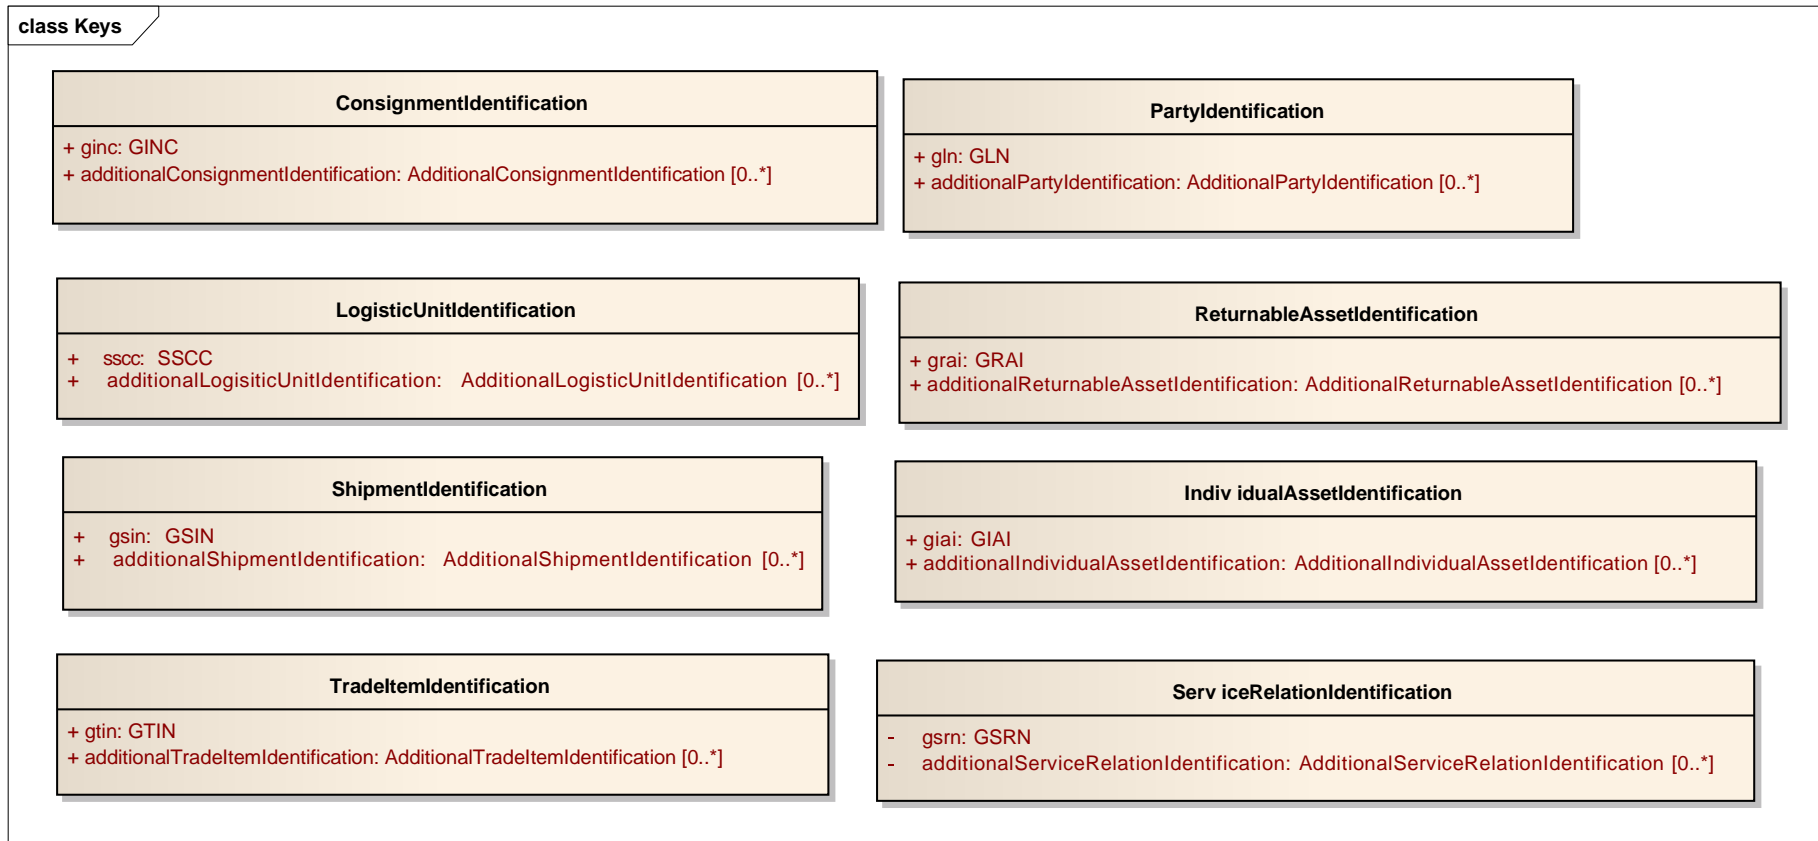 class Keys
ConsignmentIdentification
+ ginc: GINC
+ additionalConsignmentIdentification: AdditionalConsignmentIdentification [0..*]
PartyIdentification
+ gln: GLN
+ additionalPartyIdentification: AdditionalPartyIdentification [0..*]
LogisticUnitIdentification
+ sscc: SSCC
+ additionalLogisiticUnitIdentification: AdditionalLogisticUnitIdentification [0..*]
ReturnableAssetIdentification
+ grai: GRAI
+ additionalReturnableAssetIdentification: AdditionalReturnableAssetIdentification [0..*]
ShipmentIdentification
+ gsin: GSIN
+ additionalShipmentIdentification: AdditionalShipmentIdentification [0..*]
Indiv idualAssetIdentification
+ giai: GIAI
+ additionalIndividualAssetIdentification: AdditionalIndividualAssetIdentification [0..*]
TradeItemIdentification
+ gtin: GTIN
+ additionalTradeItemIdentification: AdditionalTradeItemIdentification [0..*]
Serv iceRelationIdentification
- gsrn: GSRN
- additionalServiceRelationIdentification: AdditionalServiceRelationIdentification [0..*]